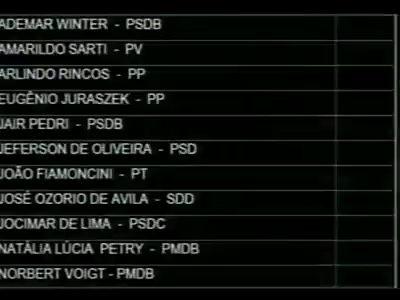 ADEMAR WINTER - PSDB
AMARILDO SARTI - PV
ARLINDO RINCOS - PP
EUGÊNIO JURASZEK - PP
JAIR PEDRI - PSDB
JEFERSON DE OLIVEIRA - PSD
JOÃO FIAMONCINI - PT
JOSÉ OZORIO DE AVILA - SDD
JOCIMAR DE LIMA - PSDC
NATÁLIA LÚCIA PETRY - PMDB
NORBERT VOIGT - PMDB